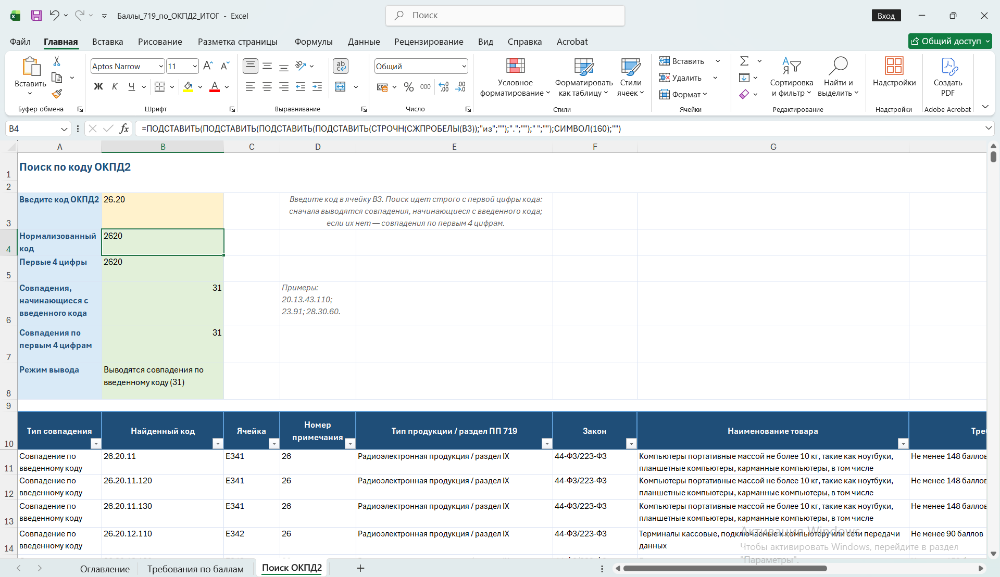 Баллы_719_по_ОКПД2_ИТОГ - Excel
Поиск
Вход
Файл Главная Вставка Рисование Разметка страницы Формулы Данные Рецензирование Вид Справка Acrobat
Общий доступ
Вставить
Буфер обмена
Aptos Narrow 11
Ж К Ч
Шрифт
ab
Выравнивание
Общий
% 000
Число
Условное форматирование
Форматировать как таблицу
Стили ячеек
Стили
Вставить
Удалить
Формат
Ячейки
Сортировка и фильтр
Найти и выделить
Редактирование
Надстройки
Надстройки
Создать PDF
Adobe Acrobat
B4
fx
=ПОДСТАВИТЬ(ПОДСТАВИТЬ(ПОДСТАВИТЬ(ПОДСТАВИТЬ(СТРОЧН(СЖПРОБЕЛЫ(B3));"из";"");".";"");" ";"");СИМВОЛ(160);"")
A B C D E F G
1 Поиск по коду ОКПД2
2
3 Введите код ОКПД2 26.20
Введите код в ячейку B3. Поиск идет строго с первой цифры кода:
сначала выводятся совпадения, начинающиеся с введенного кода;
если их нет — совпадения по первым 4 цифрам.
4 Нормализованный код 2620
5 Первые 4 цифры 2620
6 Совпадения, начинающиеся с введенного кода 31
Примеры:
20.13.43.110;
23.91; 28.30.60.
7 Совпадения по первым 4 цифрам 31
8 Режим вывода Выводятся совпадения по введенному коду (31)
9
10 Тип совпадения Найденный код Ячейка Номер примечания Тип продукции / раздел ПП 719 Закон Наименование товара Тре
11 Совпадение по введенному коду 26.20.11 E341 26 Радиоэлектронная продукция / раздел IX 44-ФЗ/223-ФЗ Компьютеры портативные массой не более 10 кг, такие как ноутбуки, планшетные компьютеры, карманные компьютеры, в том числе Не менее 148 баллов
12 Совпадение по введенному коду 26.20.11.120 E341 26 Радиоэлектронная продукция / раздел IX 44-ФЗ/223-ФЗ Компьютеры портативные массой не более 10 кг, такие как ноутбуки, планшетные компьютеры, карманные компьютеры, в том числе Не менее 148 баллов
13 Совпадение по введенному коду 26.20.11.130 E341 26 Радиоэлектронная продукция / раздел IX 44-ФЗ/223-ФЗ Компьютеры портативные массой не более 10 кг, такие как ноутбуки, планшетные компьютеры, карманные компьютеры, в том числе Не менее 148 баллов
14 Совпадение по введенному коду 26.20.12.110 E342 26 Радиоэлектронная продукция / раздел IX 44-ФЗ/223-ФЗ Терминалы кассовые, подключаемые к компьютеру или сети передачи данных Не менее 90 баллов
Активация Windows
Чтобы активировать Windows, перейдите в раздел
"Параметры".
Оглавление Требования по баллам Поиск ОКПД2